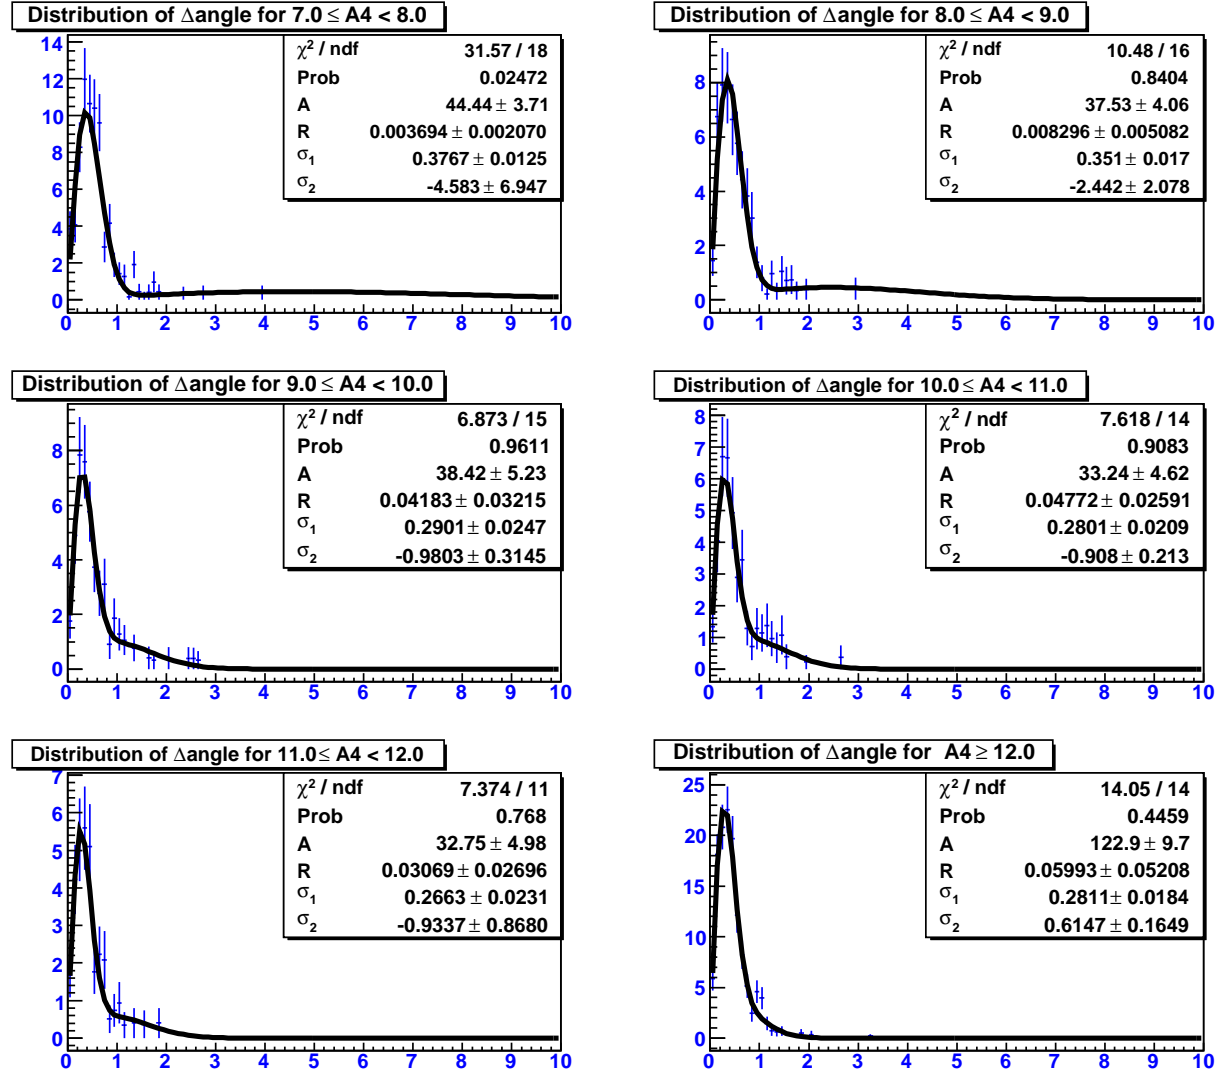 Distribution of Δangle for 7.0 ≤ A4 < 8.0
χ² / ndf 31.57 / 18
Prob 0.02472
A 44.44 ± 3.71
R 0.003694 ± 0.002070
σ₁ 0.3767 ± 0.0125
σ₂ -4.583 ± 6.947
14
12
10
8
6
4
2
0
0 1 2 3 4 5 6 7 8 9 10
Distribution of Δangle for 8.0 ≤ A4 < 9.0
χ² / ndf 10.48 / 16
Prob 0.8404
A 37.53 ± 4.06
R 0.008296 ± 0.005082
σ₁ 0.351 ± 0.017
σ₂ -2.442 ± 2.078
8
6
4
2
0
0 1 2 3 4 5 6 7 8 9 10
Distribution of Δangle for 9.0 ≤ A4 < 10.0
χ² / ndf 6.873 / 15
Prob 0.9611
A 38.42 ± 5.23
R 0.04183 ± 0.03215
σ₁ 0.2901 ± 0.0247
σ₂ -0.9803 ± 0.3145
8
6
4
2
0
0 1 2 3 4 5 6 7 8 9 10
Distribution of Δangle for 10.0 ≤ A4 < 11.0
χ² / ndf 7.618 / 14
Prob 0.9083
A 33.24 ± 4.62
R 0.04772 ± 0.02591
σ₁ 0.2801 ± 0.0209
σ₂ -0.908 ± 0.213
8
7
6
5
4
3
2
1
0
0 1 2 3 4 5 6 7 8 9 10
Distribution of Δangle for 11.0 ≤ A4 < 12.0
χ² / ndf 7.374 / 11
Prob 0.768
A 32.75 ± 4.98
R 0.03069 ± 0.02696
σ₁ 0.2663 ± 0.0231
σ₂ -0.9337 ± 0.8680
7
6
5
4
3
2
1
0
0 1 2 3 4 5 6 7 8 9 10
Distribution of Δangle for A4 ≥ 12.0
χ² / ndf 14.05 / 14
Prob 0.4459
A 122.9 ± 9.7
R 0.05993 ± 0.05208
σ₁ 0.2811 ± 0.0184
σ₂ 0.6147 ± 0.1649
25
20
15
10
5
0
0 1 2 3 4 5 6 7 8 9 10